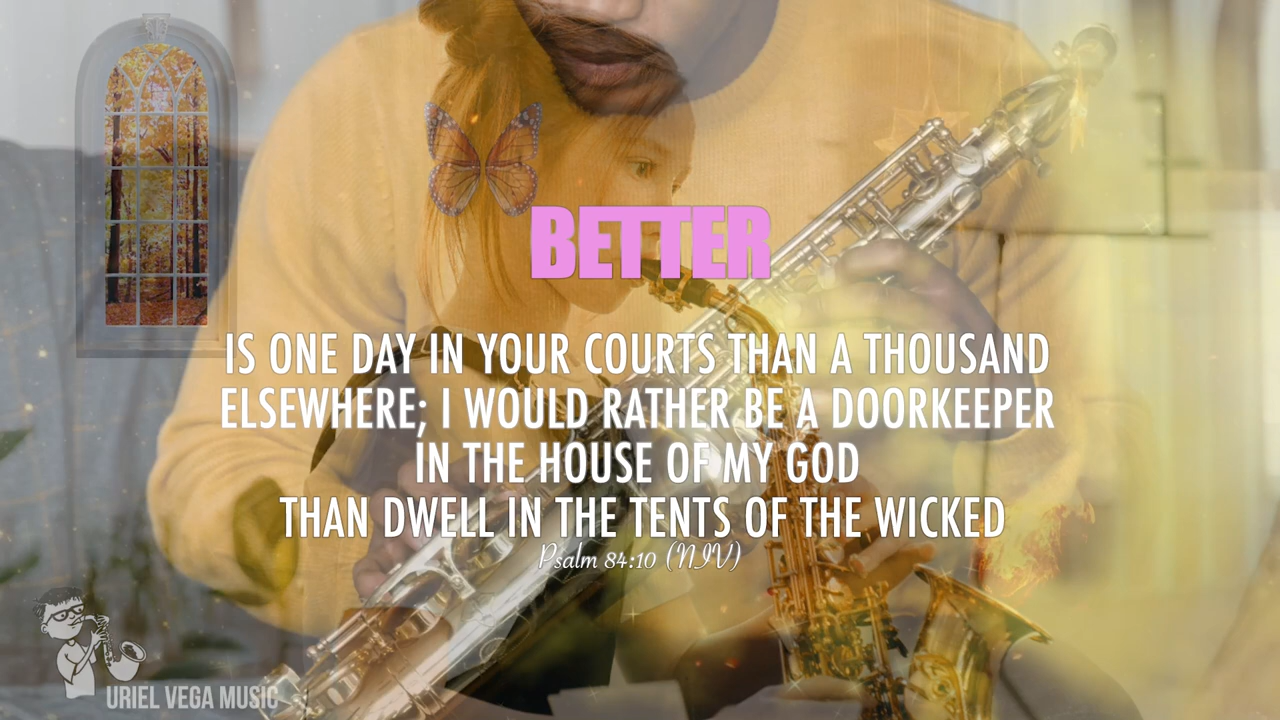 BETTER
IS ONE DAY IN YOUR COURTS THAN A THOUSAND
ELSEWHERE; I WOULD RATHER BE A DOORKEEPER
IN THE HOUSE OF MY GOD
THAN DWELL IN THE TENTS OF THE WICKED
Psalm 84:10 (NIV)
URIEL VEGA MUSIC